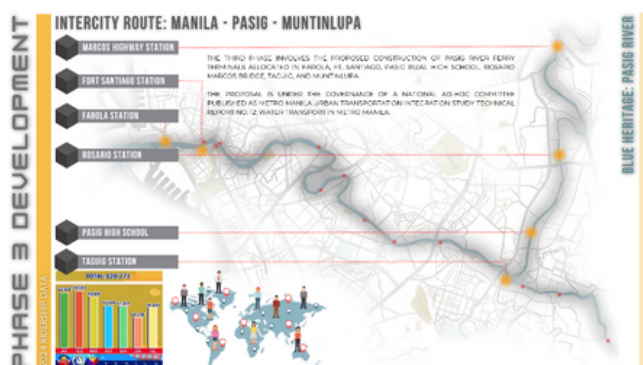 PHASE 3 DEVELOPMENT
INTERCITY ROUTE: MANILA - PASIG - MUNTINLUPA
MARCOS HIGHWAY STATION
FORT SANTIAGO STATION
FAROLA STATION
ROSARIO STATION
PASIG HIGH SCHOOL
TAGUIG STATION
THE THIRD PHASE INVOLVES THE PROPOSED CONSTRUCTION OF PASIG RIVER FERRY
TERMINALS ALLOCATED IN FAROLA, FT. SANTIAGO, PASIG RIZAL HIGH SCHOOL, ROSARIO
MARCOS BRIDGE, TAGUIG, AND MUNTINLUPA.
THE PROPOSAL IS UNDER THE GOVERNANCE OF A NATIONAL AD-HOC COMMITTEE
PUBLISHED AS METRO MANILA URBAN TRANSPORTATION INTEGRATION STUDY TECHNICAL
REPORT NO. 12: WATER TRANSPORT IN METRO MANILA.
BLUE HERITAGE: PASIG RIVER
2024 RIDERSHIP DATA